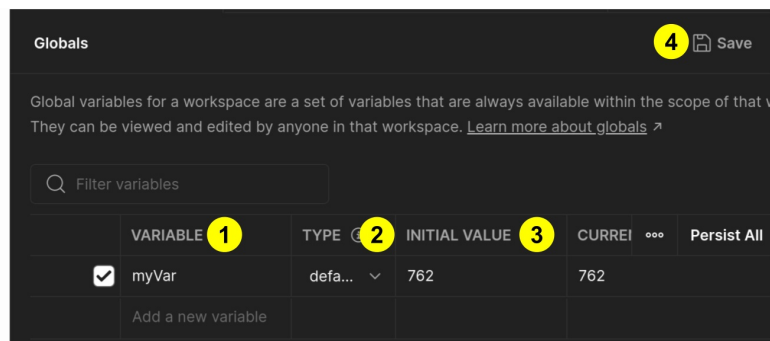 Globals
4 Save
Global variables for a workspace are a set of variables that are always available within the scope of that
They can be viewed and edited by anyone in that workspace. Learn more about globals ↗
Filter variables
VARIABLE 1 TYPE 2 INITIAL VALUE 3 CURRE ooo Persist All
myVar defa... 762 762
Add a new variable